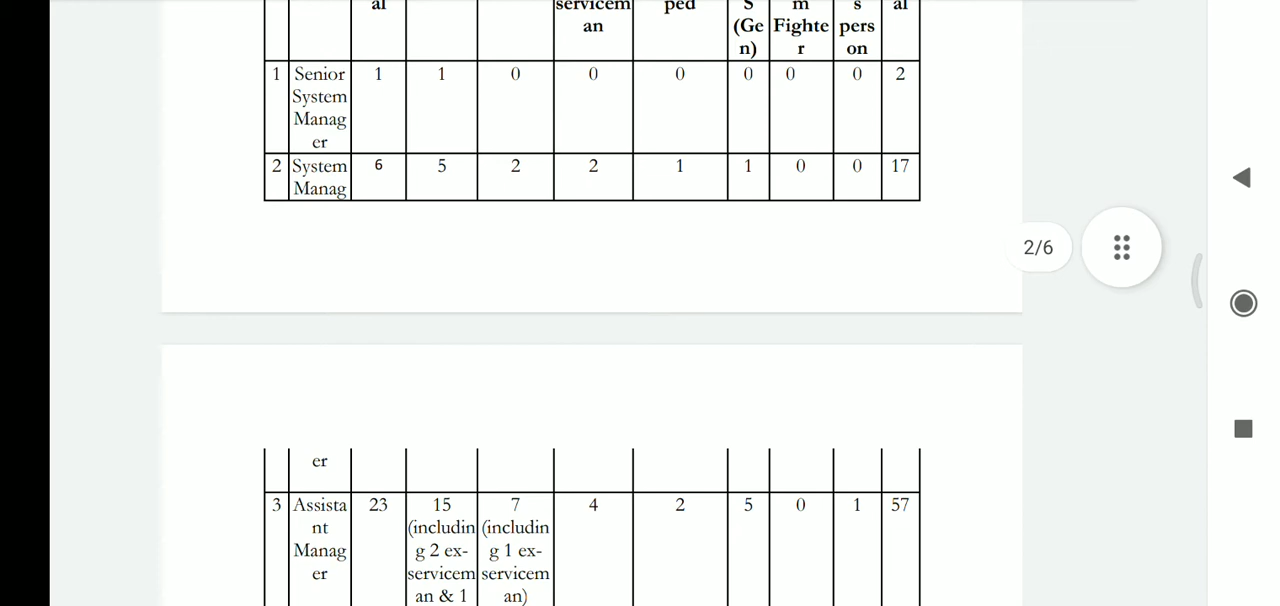 al servicem ped S m s al
an (Ge Fighte pers
n) r on
1 Senior 1 1 0 0 0 0 0 0 2
System
Manag
er
2 System 6 5 2 2 1 1 0 0 17
Manag
2/6
er
3 Assista 23 15 7 4 2 5 0 1 57
nt (includin (includin
Manag g 2 ex- g 1 ex-
er servicem servicem
an & 1 an)